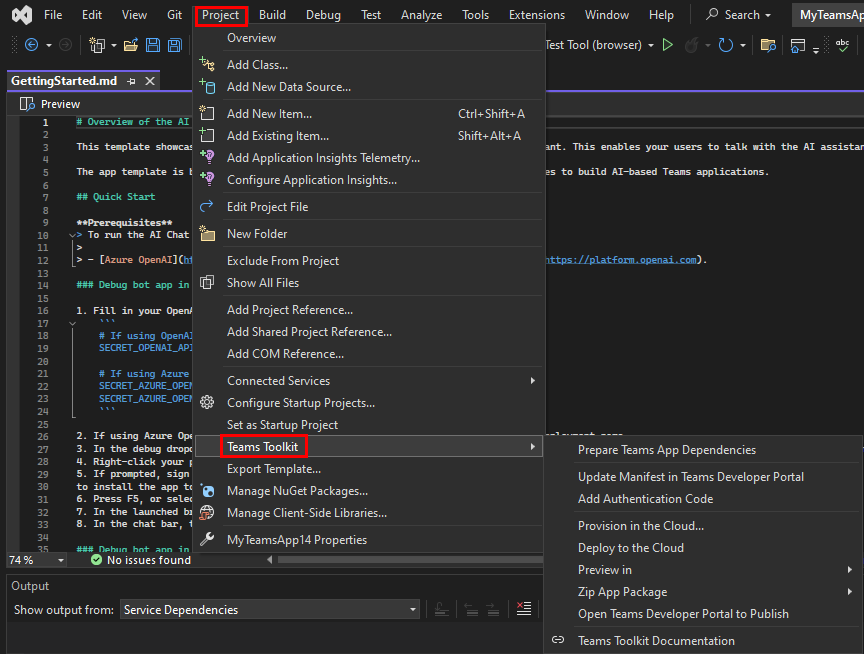 File Edit View Git Project Build Debug Test Analyze Tools Extensions Window Help Search MyTeamsAp
Test Tool (browser)
GettingStarted.md
Preview
Overview
Add Class...
Add New Data Source...
Add New Item... Ctrl+Shift+A
Add Existing Item... Shift+Alt+A
Add Application Insights Telemetry...
Configure Application Insights...
Edit Project File
New Folder
Exclude From Project
Show All Files
Add Project Reference...
Add Shared Project Reference...
Add COM Reference...
Connected Services
Configure Startup Projects...
Set as Startup Project
Teams Toolkit
Export Template...
Manage NuGet Packages...
Manage Client-Side Libraries...
MyTeamsApp14 Properties
Prepare Teams App Dependencies
Update Manifest in Teams Developer Portal
Add Authentication Code
Provision in the Cloud...
Deploy to the Cloud
Preview in
Zip App Package
Open Teams Developer Portal to Publish
Teams Toolkit Documentation
1 # Overview of the AI
2
3 This template showcas ant. This enables your users to talk with the AI assistan
4
5 The app template is b es to build AI-based Teams applications.
6
7 ## Quick Start
8
9 **Prerequisites**
10 > To run the AI Chat
11 >
12 > - [Azure OpenAI](ht https://platform.openai.com).
13
14 ### Debug bot app in
15
16 1. Fill in your OpenA
17 ```
18 # If using OpenAI
19 SECRET_OPENAI_API
20
21 # If using Azure
22 SECRET_AZURE_OPEN
23 SECRET_AZURE_OPEN
24 ```
25
26 2. If using Azure Ope
27 3. In the debug dropd
28 4. Right-click your p
29 5. If prompted, sign
30 to install the app to
31 6. Press F5, or selec
32 7. In the launched br
33 8. In the chat bar, t
34
35 ### Debug bot app in
74 % No issues found
Output
Show output from: Service Dependencies